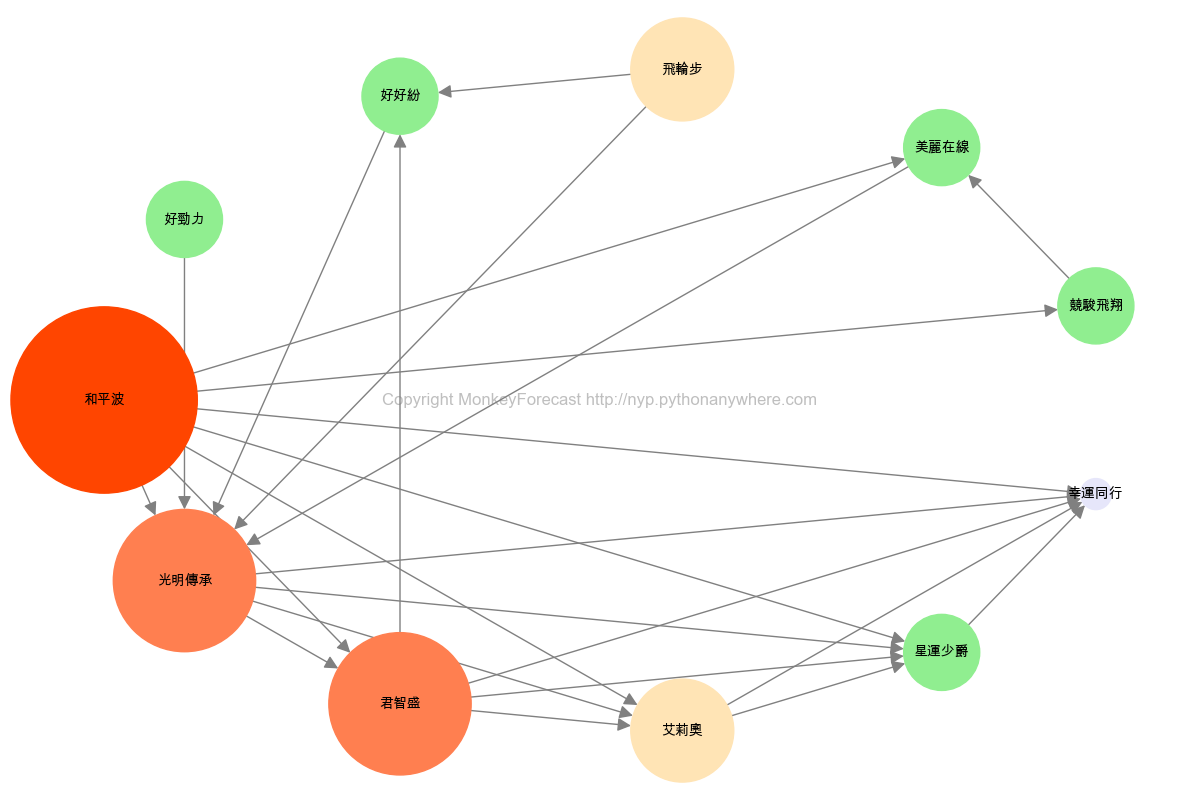 飛輪步
好好紛
美麗在線
好勁力
競駿飛翔
和平波
Copyright MonkeyForecast http://nyp.pythonanywhere.com
幸運同行
光明傳承
星運少爵
君智盛
艾莉奧